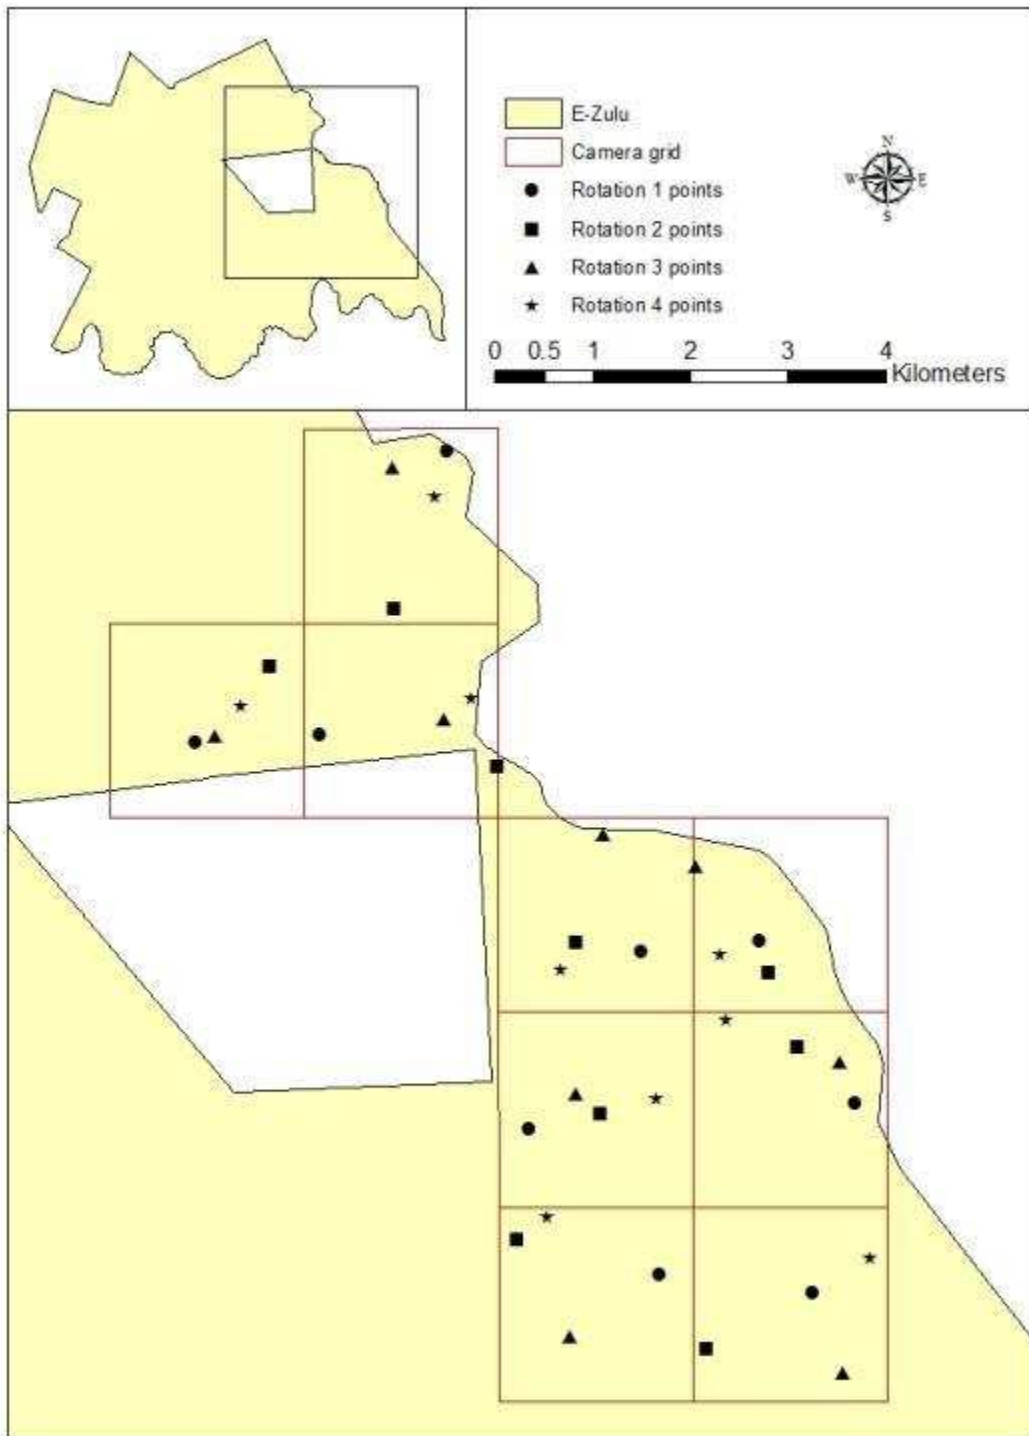 E-Zulu
Camera grid
Rotation 1 points
Rotation 2 points
Rotation 3 points
Rotation 4 points
N
W E
S
0 0.5 1 2 3 4
Kilometers